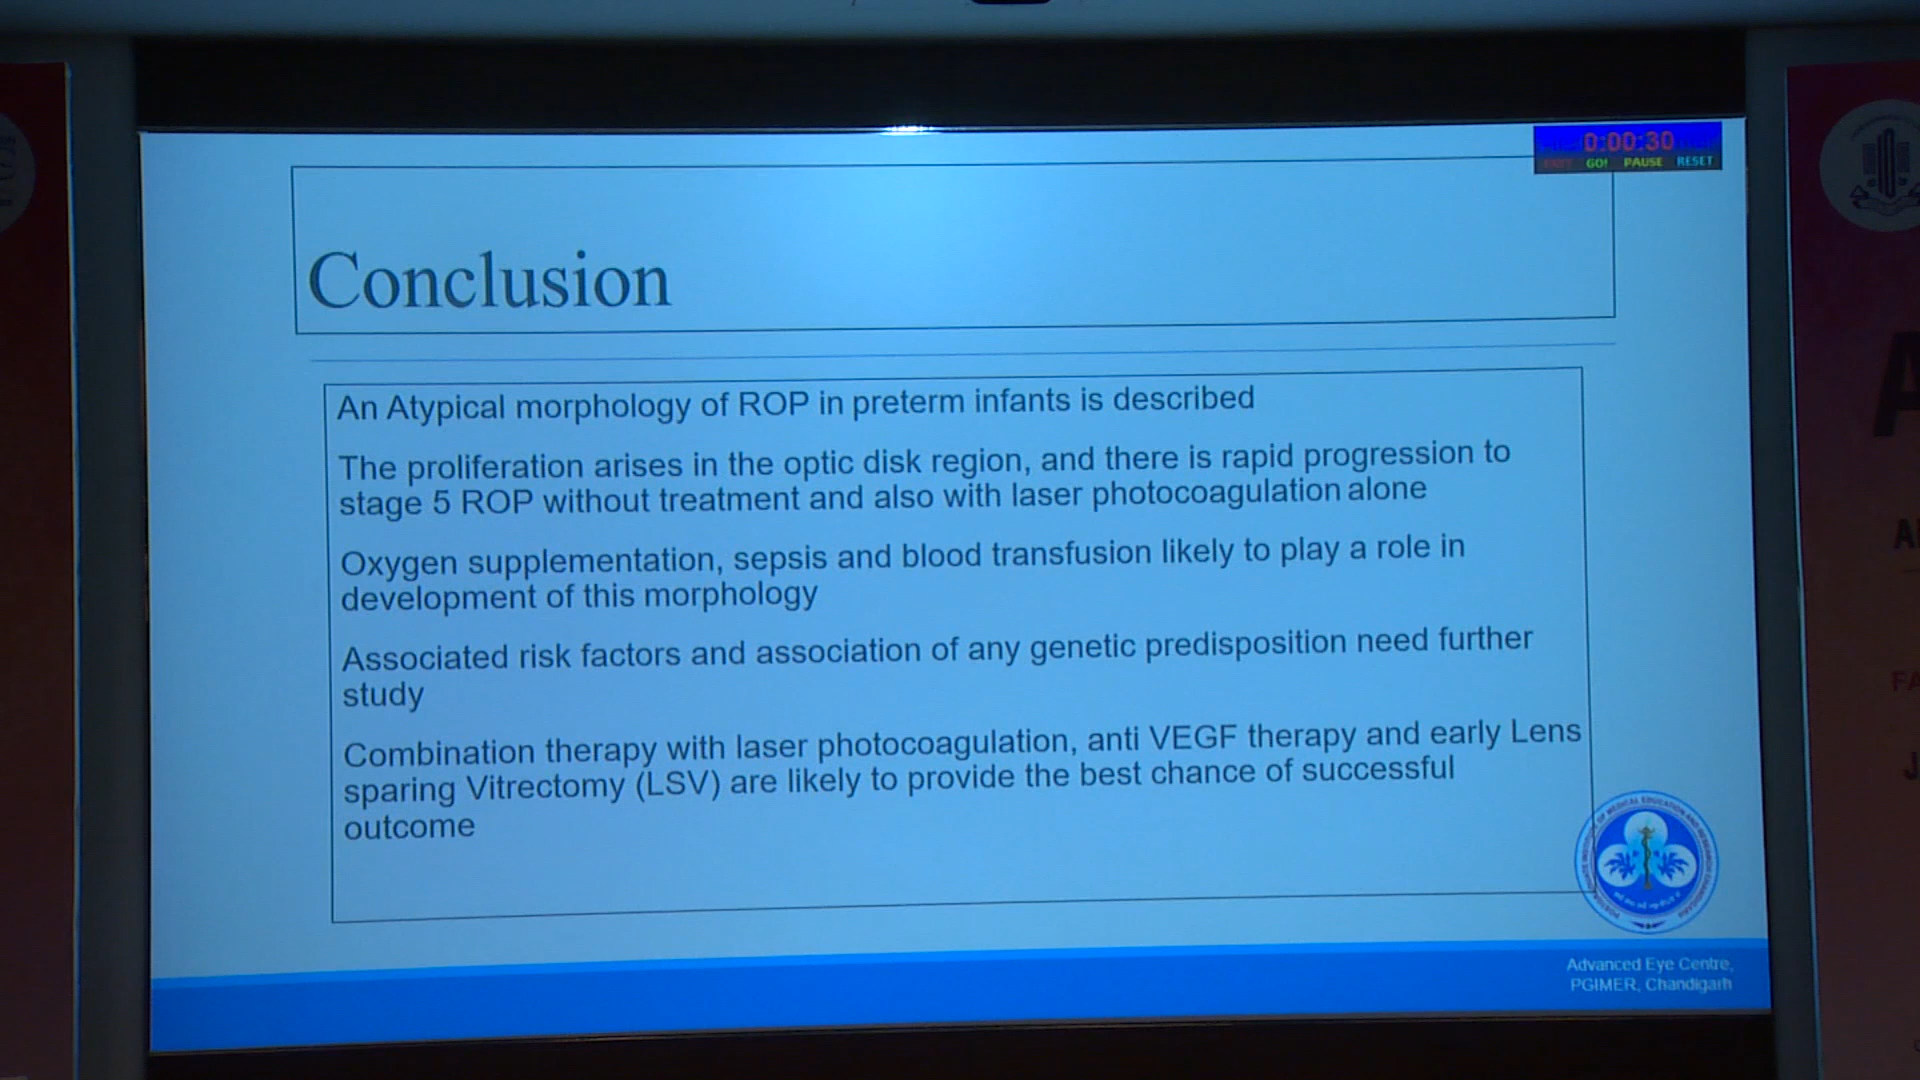 0:00:30
GO! PAUSE RESET
Conclusion
An Atypical morphology of ROP in preterm infants is described
The proliferation arises in the optic disk region, and there is rapid progression to
stage 5 ROP without treatment and also with laser photocoagulation alone
Oxygen supplementation, sepsis and blood transfusion likely to play a role in
development of this morphology
Associated risk factors and association of any genetic predisposition need further
study
Combination therapy with laser photocoagulation, anti VEGF therapy and early Lens
sparing Vitrectomy (LSV) are likely to provide the best chance of successful
outcome
Advanced Eye Centre,
PGIMER, Chandigarh